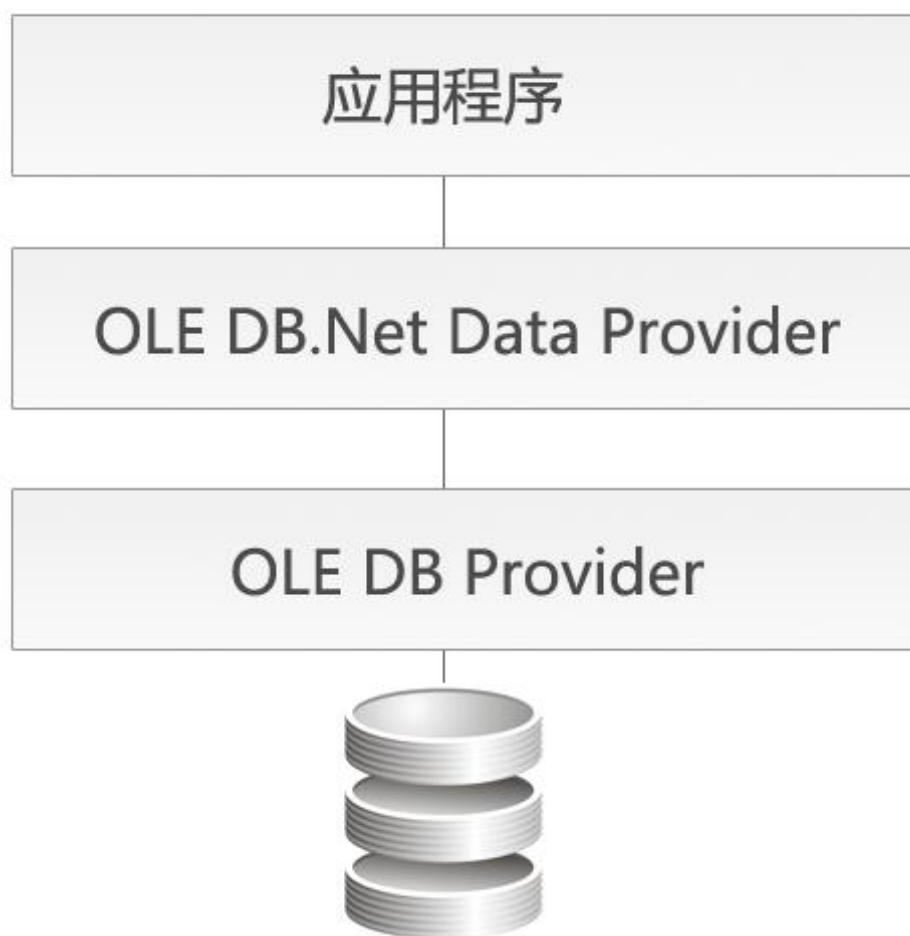 应用程序
OLE DB.Net Data Provider
OLE DB Provider